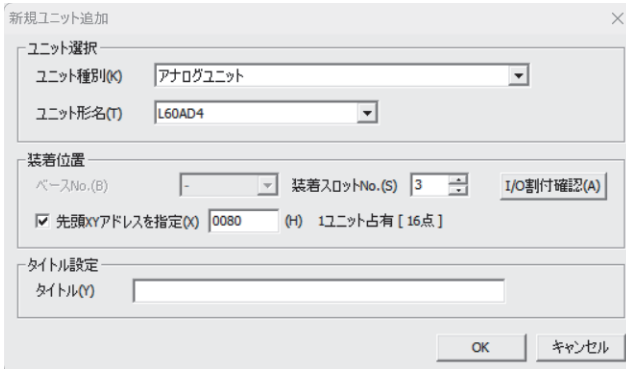 新規ユニット追加
ユニット選択
ユニット種別(K) アナログユニット
ユニット形名(T) L60AD4
装着位置
ベースNo.(B) - 装着スロットNo.(S) 3 I/O割付確認(A)
先頭XYアドレスを指定(X) 0080 (H) 1ユニット占有 [ 16点 ]
タイトル設定
タイトル(Y)
OK キャンセル